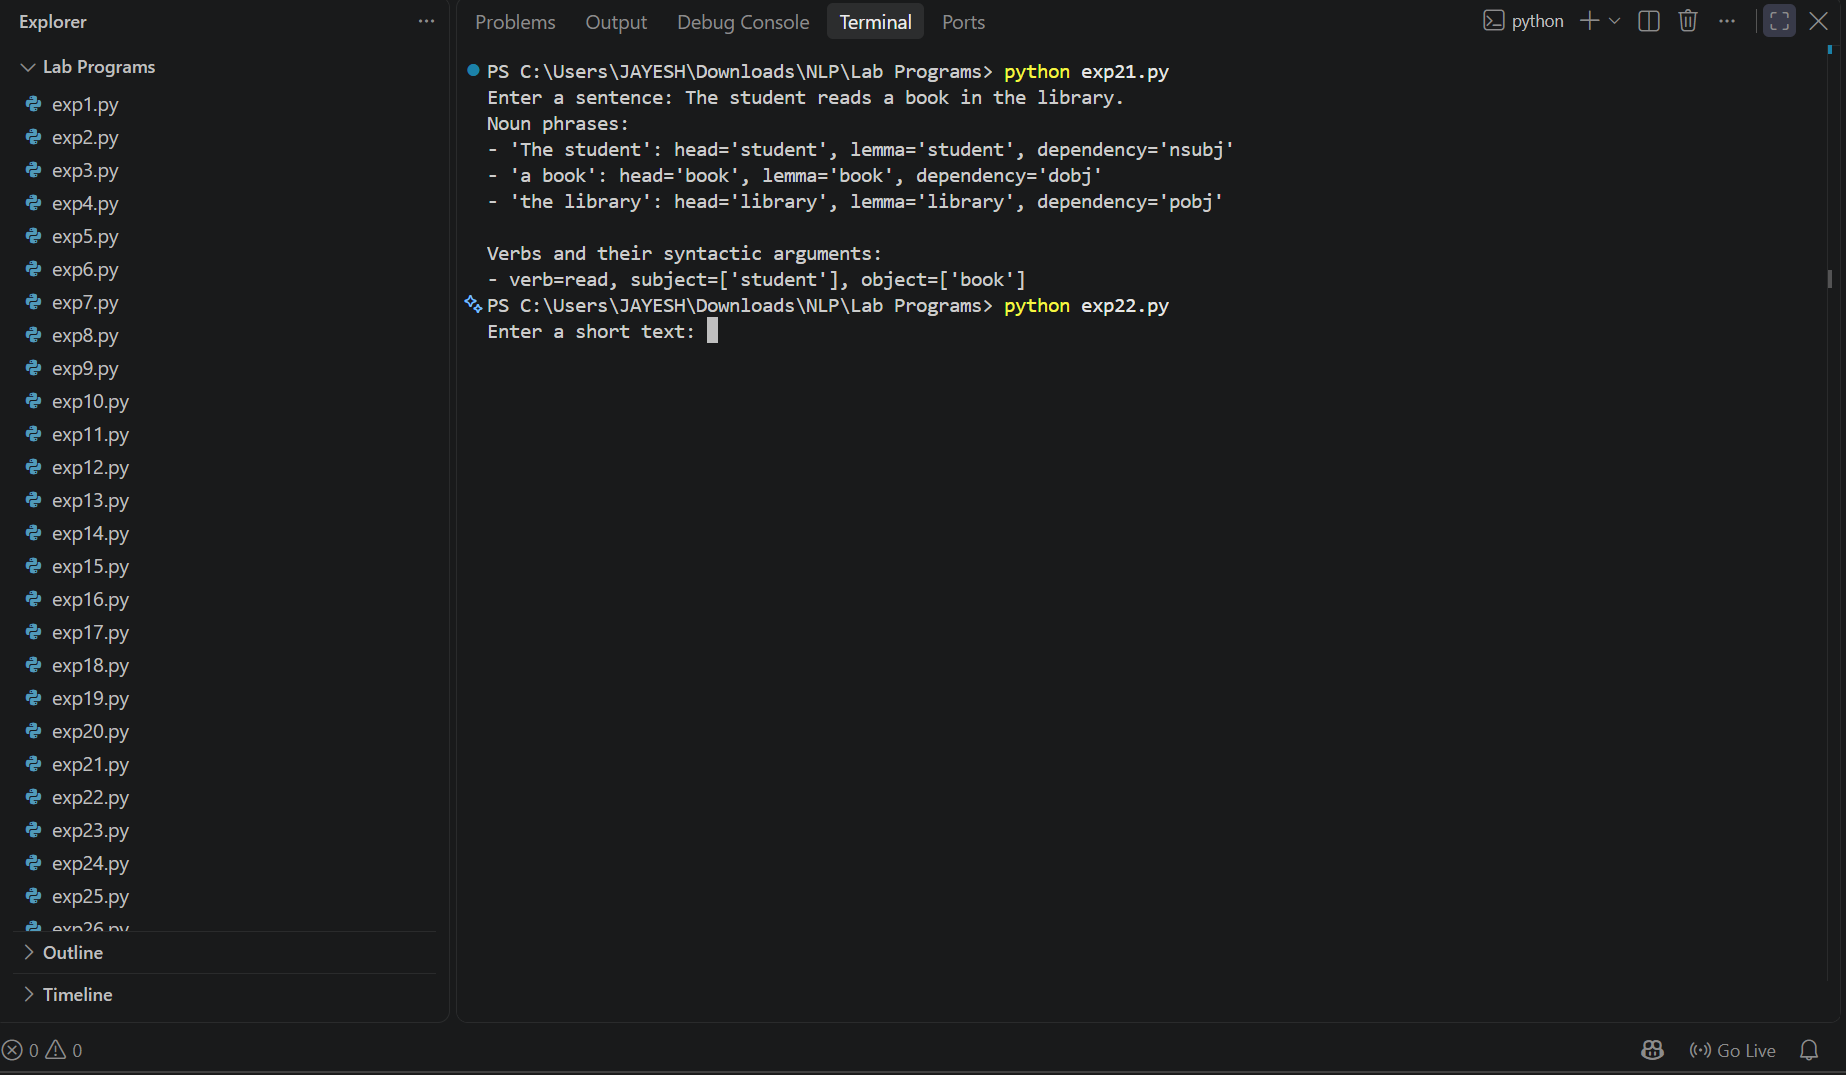 Explorer
Lab Programs
exp1.py
exp2.py
exp3.py
exp4.py
exp5.py
exp6.py
exp7.py
exp8.py
exp9.py
exp10.py
exp11.py
exp12.py
exp13.py
exp14.py
exp15.py
exp16.py
exp17.py
exp18.py
exp19.py
exp20.py
exp21.py
exp22.py
exp23.py
exp24.py
exp25.py
exp26.py
Outline
Timeline
Problems Output Debug Console Terminal Ports
python
PS C:\Users\JAYESH\Downloads\NLP\Lab Programs> python exp21.py
Enter a sentence: The student reads a book in the library.
Noun phrases:
- 'The student': head='student', lemma='student', dependency='nsubj'
- 'a book': head='book', lemma='book', dependency='dobj'
- 'the library': head='library', lemma='library', dependency='pobj'
Verbs and their syntactic arguments:
- verb=read, subject=['student'], object=['book']
PS C:\Users\JAYESH\Downloads\NLP\Lab Programs> python exp22.py
Enter a short text:
0 0
Go Live